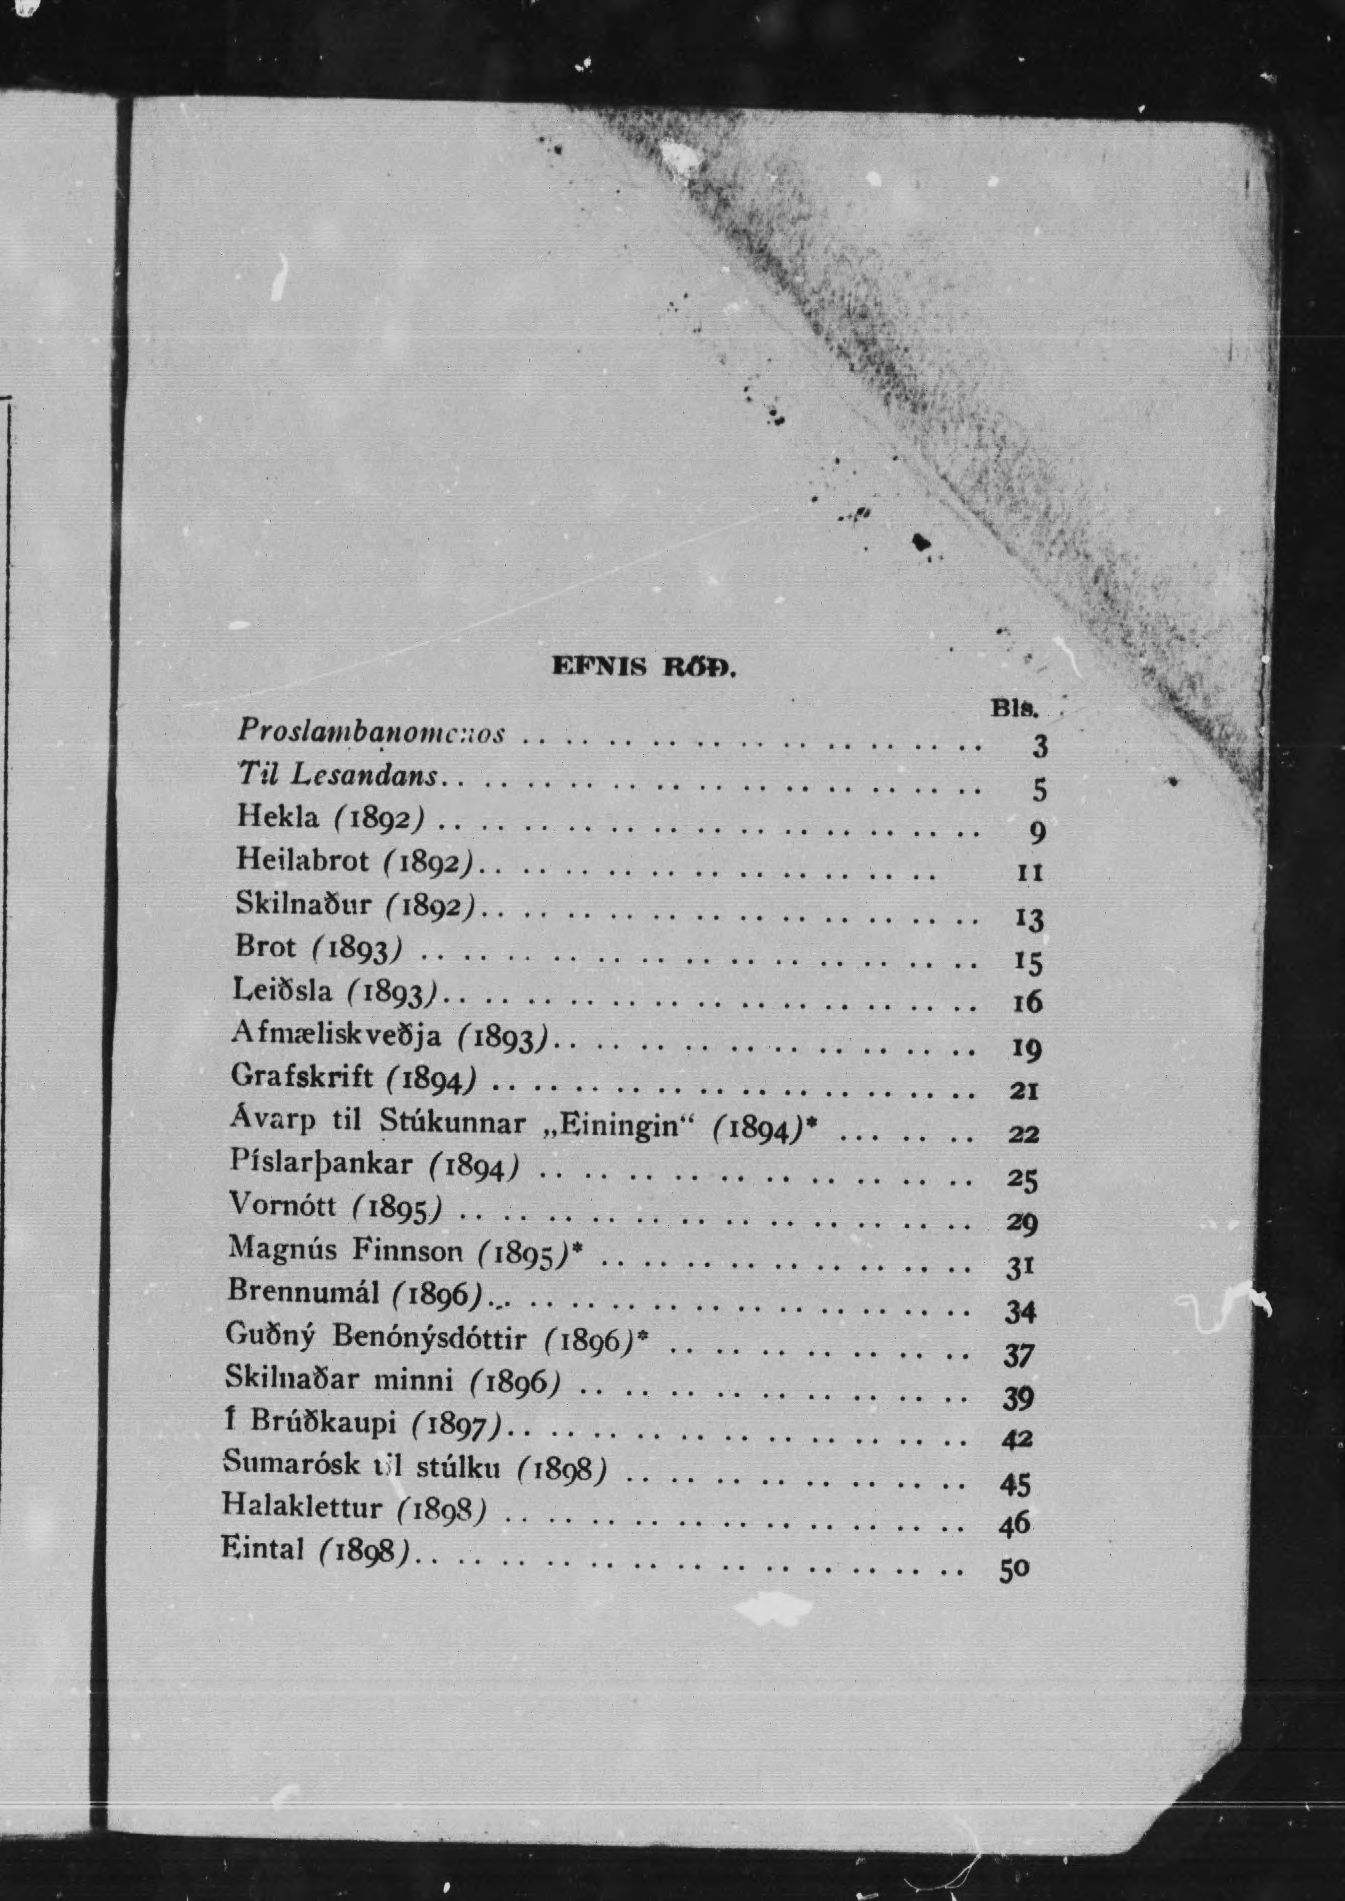 EFNIS RÖÐ.
Bls.
Proslambanomenos . . . . . . . . . . . . . . . . . . . . . . 3
Til Lesandans. . . . . . . . . . . . . . . . . . . . . . . . . 5
Hekla (1892) . . . . . . . . . . . . . . . . . . . . . . . . . 9
Heilabrot (1892). . . . . . . . . . . . . . . . . . . . . . 11
Skilnaður (1892). . . . . . . . . . . . . . . . . . . . . . . . 13
Brot (1893) . . . . . . . . . . . . . . . . . . . . . . . . . . 15
Leiðsla (1893). . . . . . . . . . . . . . . . . . . . . . . . . 16
Afmæliskveðja (1893). . . . . . . . . . . . . . . . . . . . 19
Grafskrift (1894) . . . . . . . . . . . . . . . . . . . . . . . 21
Ávarp til Stúkunnar „Einingin“ (1894)* . . . . . . . 22
Píslarþankar (1894) . . . . . . . . . . . . . . . . . . . . 25
Vornótt (1895) . . . . . . . . . . . . . . . . . . . . . . . . 29
Magnús Finnson (1895)* . . . . . . . . . . . . . . . . . 31
Brennumál (1896). . . . . . . . . . . . . . . . . . . . . . . 34
Guðný Benónýsdóttir (1896)* . . . . . . . . . . . . . . 37
Skilnaðar minni (1896) . . . . . . . . . . . . . . . . . . 39
Í Brúðkaupi (1897). . . . . . . . . . . . . . . . . . . . . . 42
Sumarósk til stúlku (1898) . . . . . . . . . . . . . . . . 45
Halaklettur (1898) . . . . . . . . . . . . . . . . . . . . . . 46
Eintal (1898). . . . . . . . . . . . . . . . . . . . . . . . . . 50